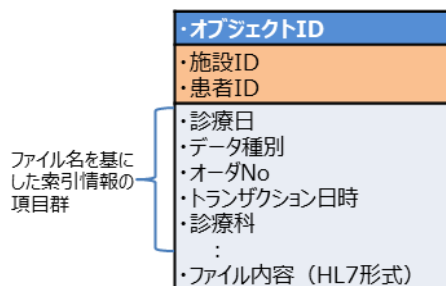 ・オブジェクトID
・施設ID
・患者ID
・診療日
・データ種別
・オーダNo
・トランザクション日時
・診療科
:
・ファイル内容（HL7形式）
ファイル名を基に
した索引情報の
項目群